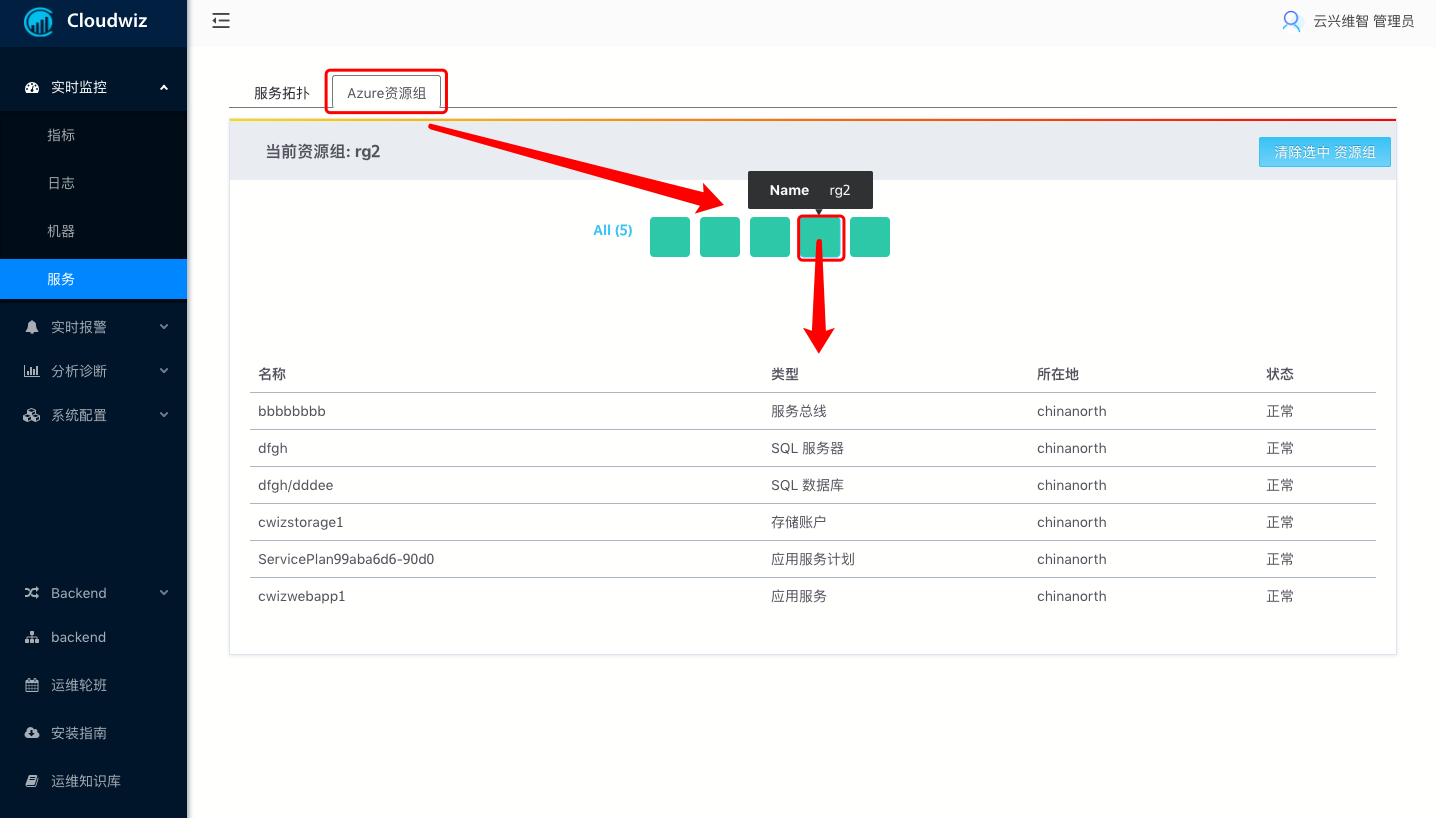 Cloudwiz
云兴维智 管理员
实时监控
指标
日志
机器
服务
实时报警
分析诊断
系统配置
Backend
backend
运维轮班
安装指南
运维知识库
服务拓扑 Azure资源组
当前资源组: rg2
清除选中 资源组
Name rg2
All (5)
名称 类型 所在地 状态
bbbbbbbb 服务总线 chinanorth 正常
dfgh SQL 服务器 chinanorth 正常
dfgh/dddee SQL 数据库 chinanorth 正常
cwizstorage1 存储账户 chinanorth 正常
ServicePlan99aba6d6-90d0 应用服务计划 chinanorth 正常
cwizwebapp1 应用服务 chinanorth 正常